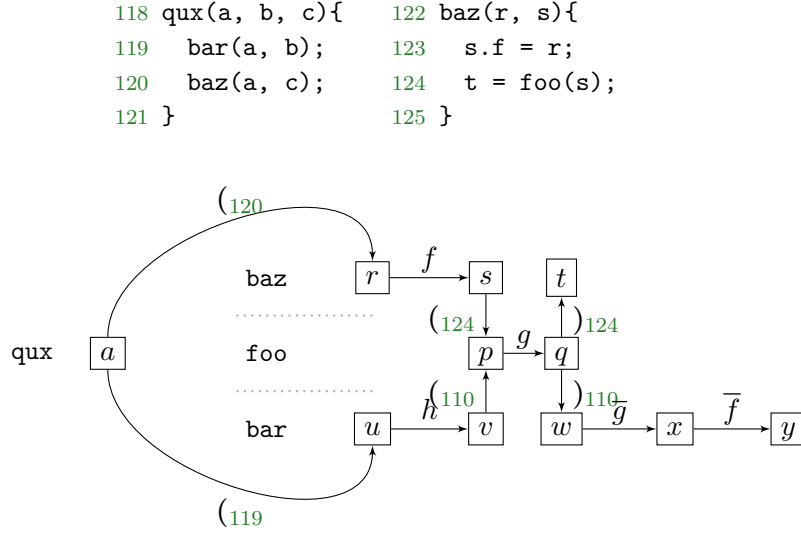 118 qux(a, b, c){ 122 baz(r, s){
119 bar(a, b); 123 s.f = r;
120 baz(a, c); 124 t = foo(s);
121 } 125 }
(120
baz r f s t
(124 )124
qux a foo p g q
(110 )110
bar u h v w g̅ x f̅ y
(119